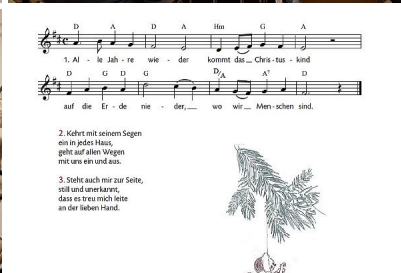 D A D A Hm G A
1. Al - le Jah - re wie - der kommt das Chris - tus - kind
D G D G D/A A7 D
auf die Er - de nie - der, wo wir Men - schen sind.
2. Kehrt mit seinem Segen
ein in jedes Haus,
geht auf allen Wegen
mit uns ein und aus.
3. Steht auch mir zur Seite,
still und unerkannt,
dass es treu mich leite
an der lieben Hand.